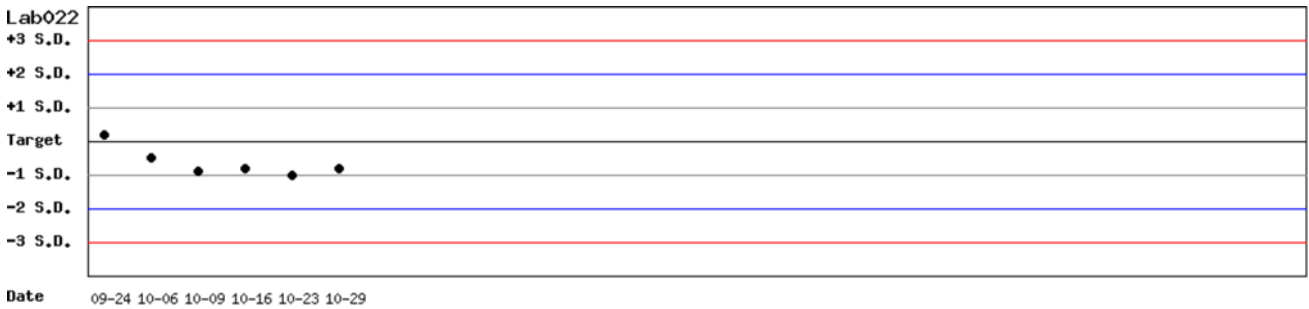 Lab022
+3 S.D.
+2 S.D.
+1 S.D.
Target
-1 S.D.
-2 S.D.
-3 S.D.
Date 09-24 10-06 10-09 10-16 10-23 10-29